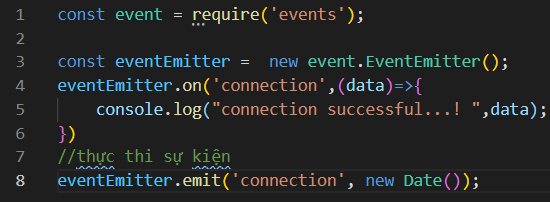 1 const event = require('events');
2
3 const eventEmitter =  new event.EventEmitter();
4 eventEmitter.on('connection',(data)=>{
5     console.log("connection successful...! ",data);
6 })
7 //thực thi sự kiện
8 eventEmitter.emit('connection', new Date());